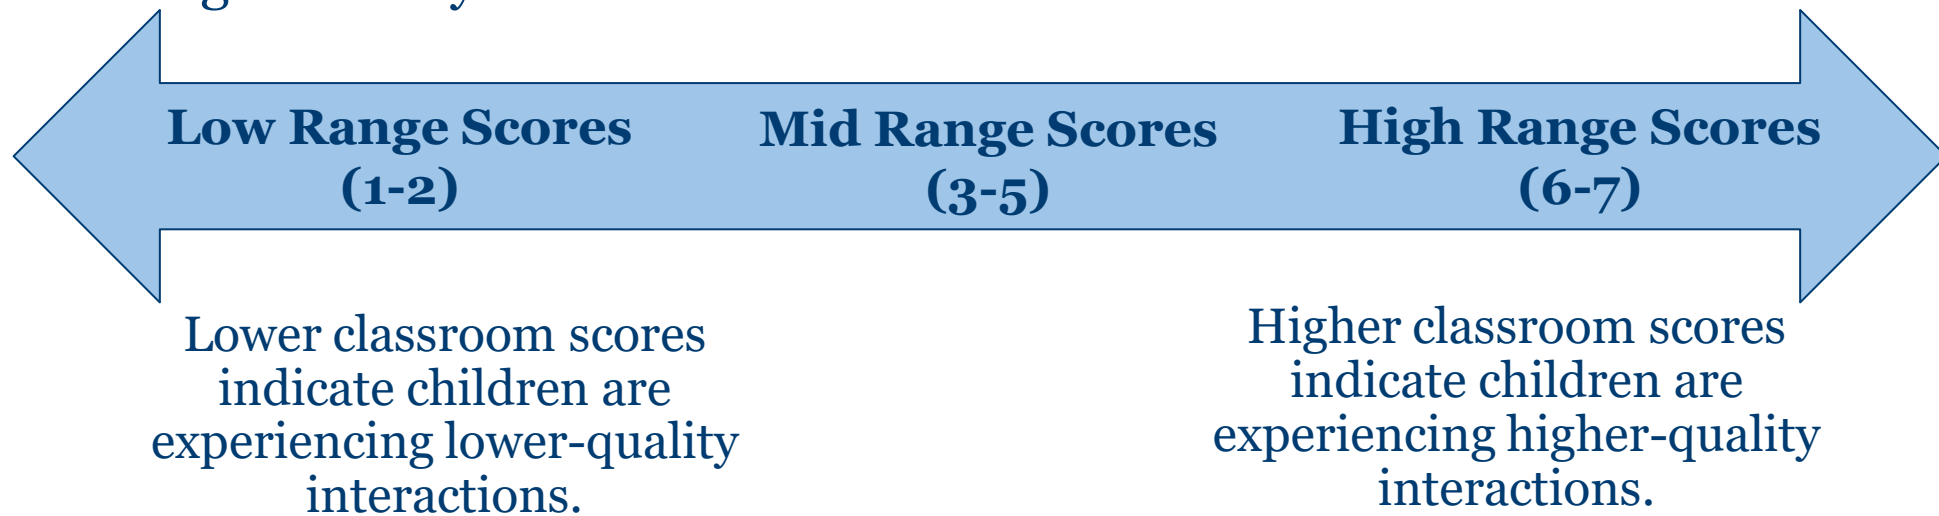 Low Range Scores
(1-2)
Mid Range Scores
(3-5)
High Range Scores
(6-7)
Lower classroom scores
indicate children are
experiencing lower-quality
interactions.
Higher classroom scores
indicate children are
experiencing higher-quality
interactions.